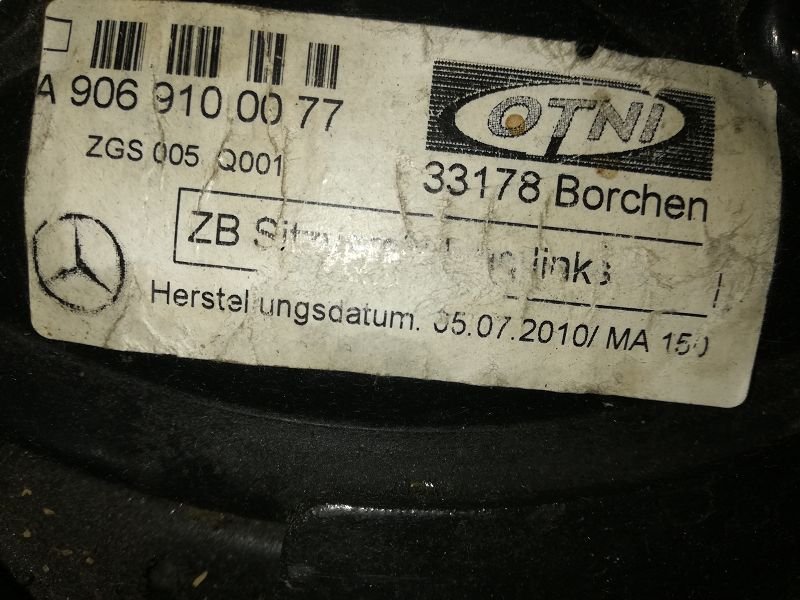 A 906 910 00 77
ZGS 005 Q001
OTNI
33178 Borchen
ZB links
Herstellungsdatum. 05.07.2010/ MA 150